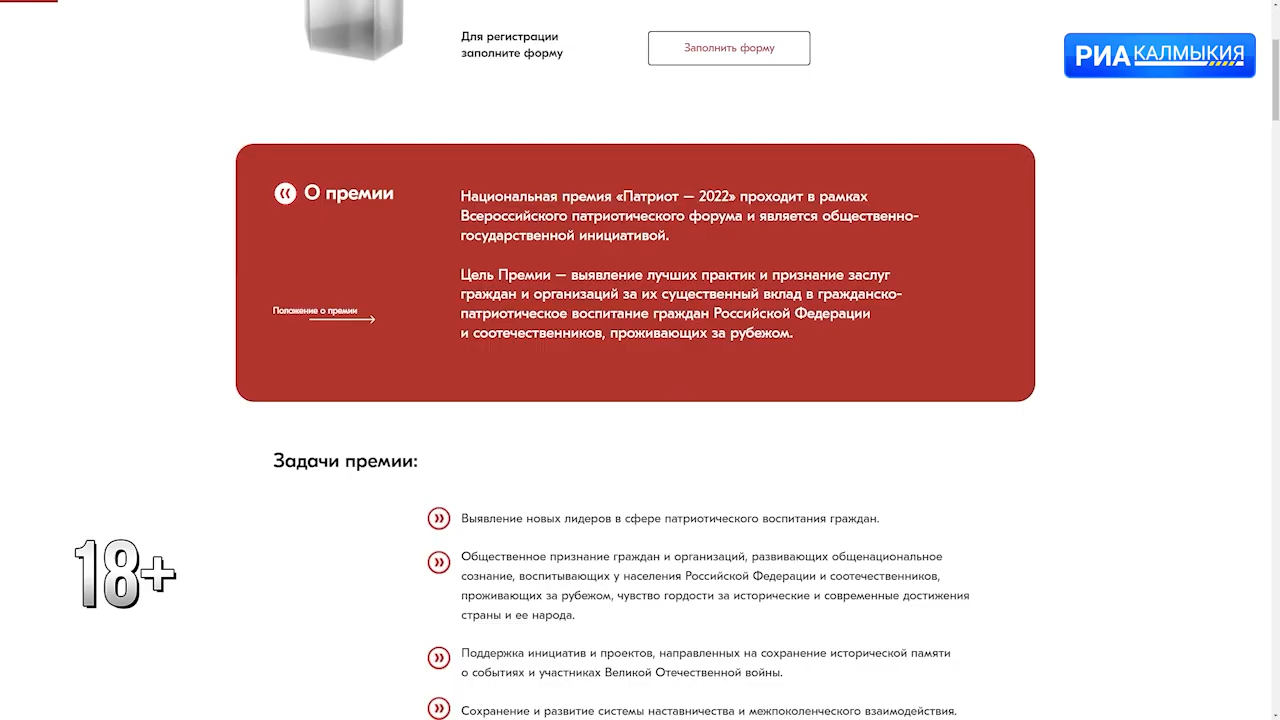 Для регистрации
заполните форму
Заполнить форму
РИА КАЛМЫКИЯ
О премии
Национальная премия «Патриот – 2022» проходит в рамках
Всероссийского патриотического форума и является общественно-
государственной инициативой.
Цель Премии – выявление лучших практик и признание заслуг
граждан и организаций за их существенный вклад в гражданско-
патриотическое воспитание граждан Российской Федерации
и соотечественников, проживающих за рубежом.
Положение о премии
Задачи премии:
Выявление новых лидеров в сфере патриотического воспитания граждан.
Общественное признание граждан и организаций, развивающих общенациональное
сознание, воспитывающих у населения Российской Федерации и соотечественников,
проживающих за рубежом, чувство гордости за исторические и современные достижения
страны и ее народа.
Поддержка инициатив и проектов, направленных на сохранение исторической памяти
о событиях и участниках Великой Отечественной войны.
Сохранение и развитие системы наставничества и межпоколенческого взаимодействия.
18+